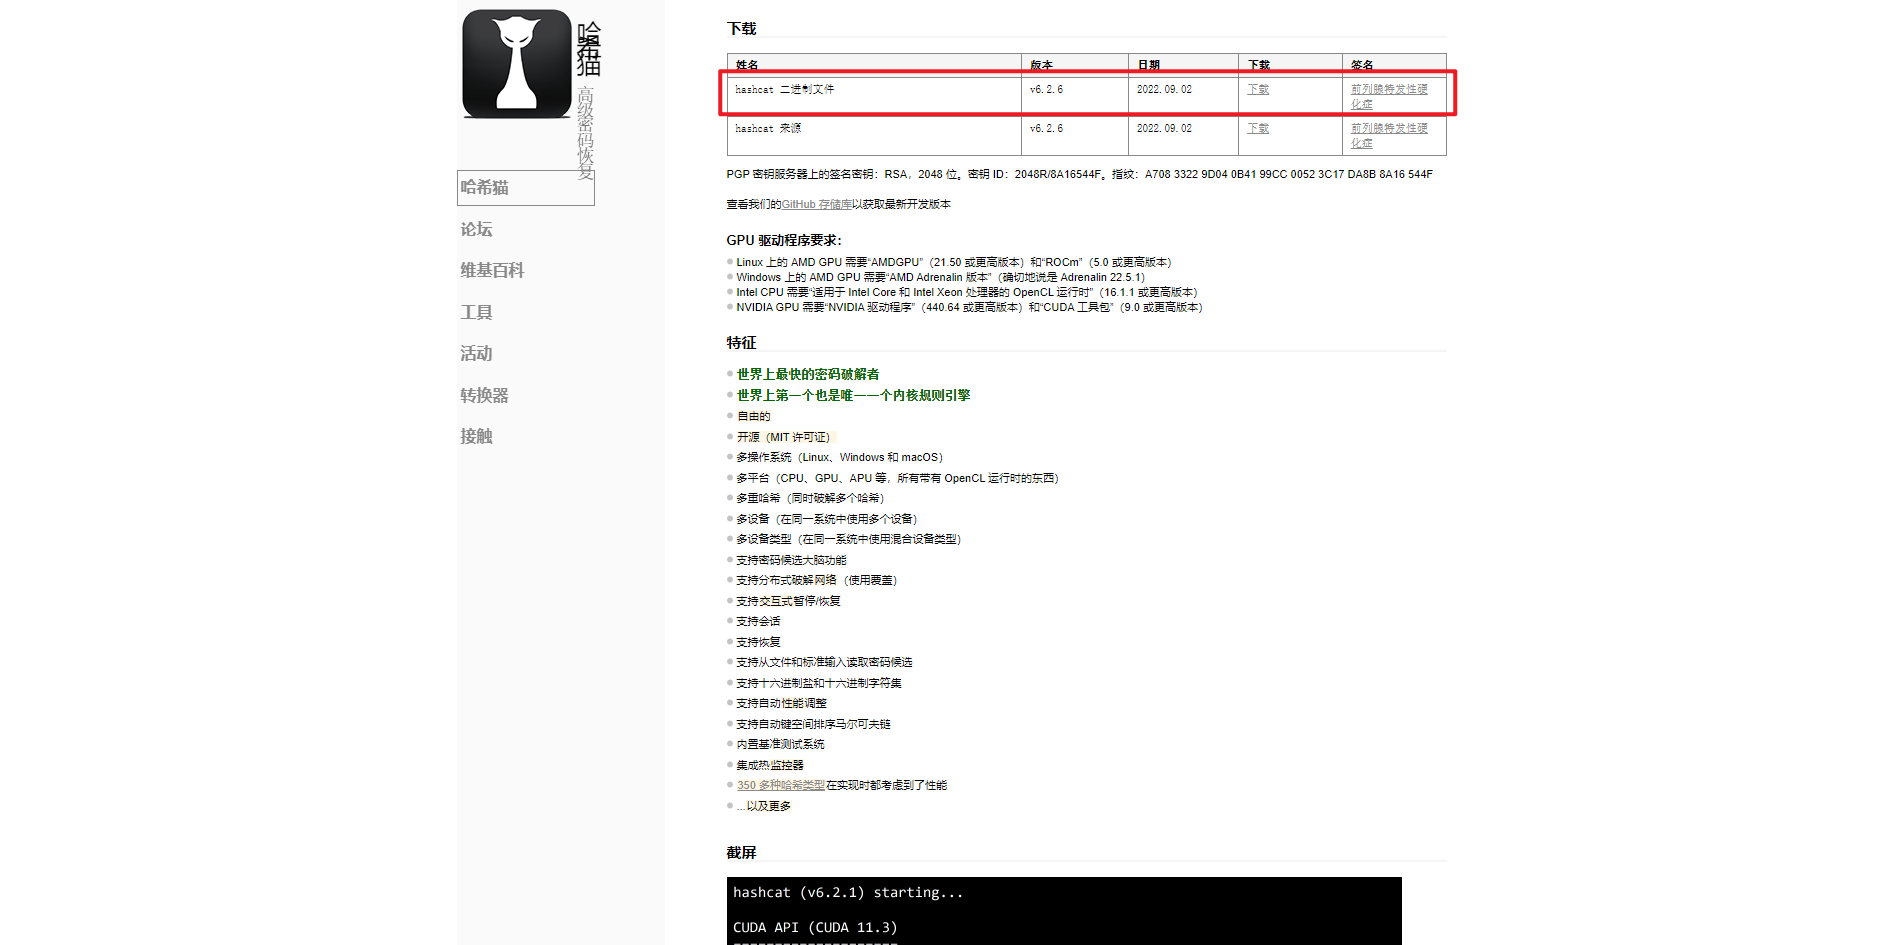 哈希猫
高级密码恢复
哈希猫
论坛
维基百科
工具
活动
转换器
接触
下载
姓名 版本 日期 下载 签名
hashcat 二进制文件 v6.2.6 2022.09.02 下载 前列腺特发性硬
化症
hashcat 来源 v6.2.6 2022.09.02 下载 前列腺特发性硬
化症
PGP 密钥服务器上的签名密钥：RSA，2048 位。密钥 ID：2048R/8A16544F。指纹：A708 3322 9D04 0B41 99CC 0052 3C17 DA8B 8A16 544F
查看我们的GitHub 存储库以获取最新开发版本
GPU 驱动程序要求：
Linux 上的 AMD GPU 需要“AMDGPU”（21.50 或更高版本）和“ROCm”（5.0 或更高版本）
Windows 上的 AMD GPU 需要“AMD Adrenalin 版本”（确切地说是 Adrenalin 22.5.1）
Intel CPU 需要“适用于 Intel Core 和 Intel Xeon 处理器的 OpenCL 运行时”（16.1.1 或更高版本）
NVIDIA GPU 需要“NVIDIA 驱动程序”（440.64 或更高版本）和“CUDA 工具包”（9.0 或更高版本）
特征
世界上最快的密码破解者
世界上第一个也是唯一一个内核规则引擎
自由的
开源（MIT 许可证）
多操作系统（Linux、Windows 和 macOS）
多平台（CPU、GPU、APU 等，所有带有 OpenCL 运行时的东西）
多重哈希（同时破解多个哈希）
多设备（在同一系统中使用多个设备）
多设备类型（在同一系统中使用混合设备类型）
支持密码候选大脑功能
支持分布式破解网络（使用覆盖）
支持交互式暂停/恢复
支持会话
支持恢复
支持从文件和标准输入读取密码候选
支持十六进制盐和十六进制字符集
支持自动性能调整
支持自动键空间排序马尔可夫链
内置基准测试系统
集成热监控器
350 多种哈希类型在实现时都考虑到了性能
...以及更多
截屏
hashcat (v6.2.1) starting...
CUDA API (CUDA 11.3)
====================